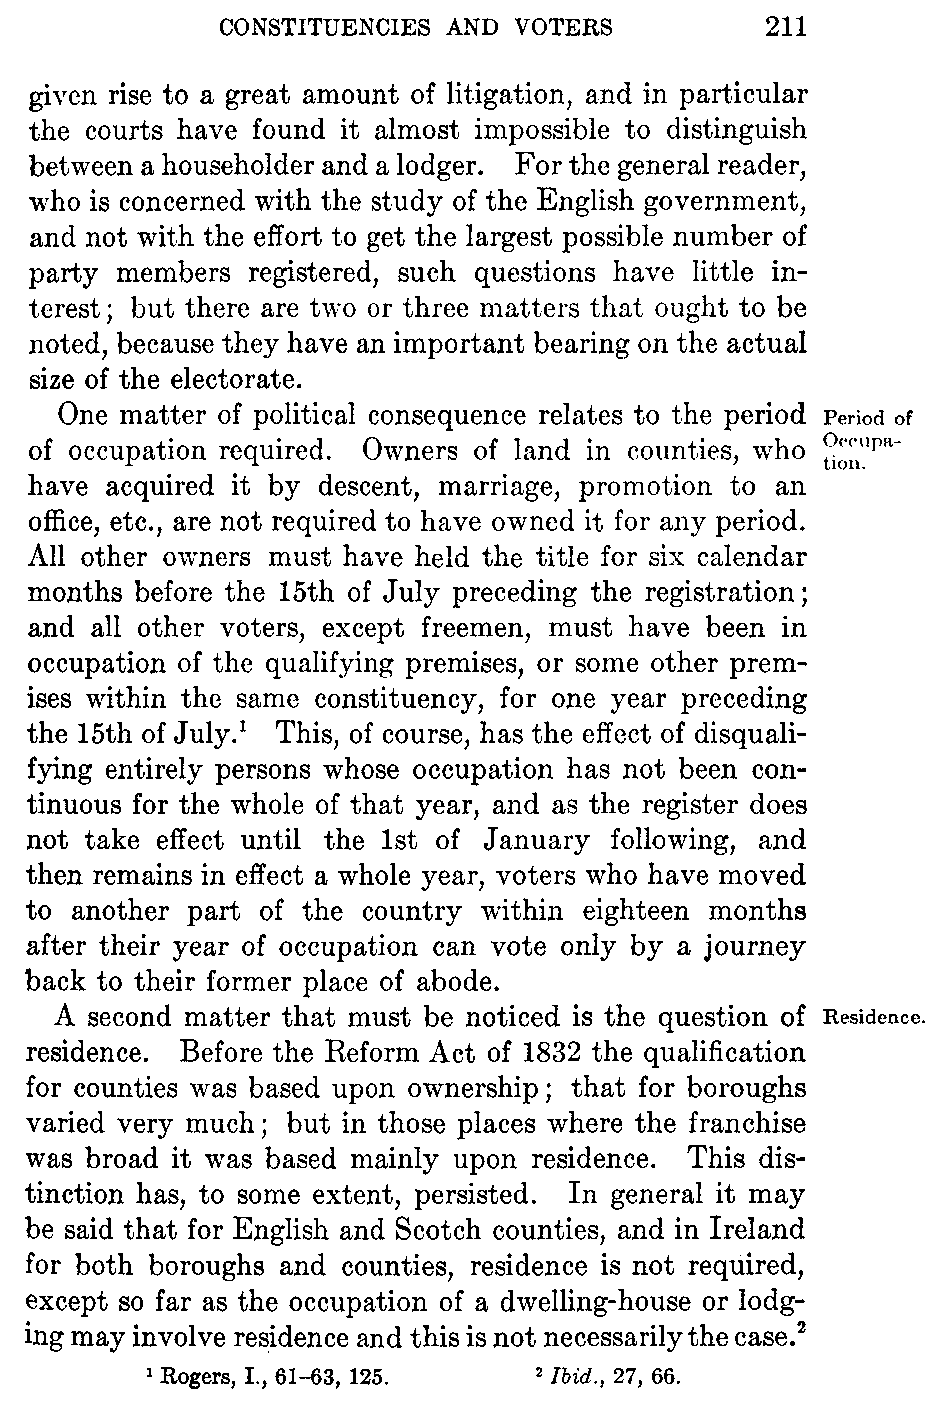 CONSTITUENCIES AND VOTERS 211
given rise to a great amount of litigation, and in particular
the courts have found it almost impossible to distinguish
between a householder and a lodger. For the general reader,
who is concerned with the study of the English government,
and not with the effort to get the largest possible number of
party members registered, such questions have little in-
terest; but there are two or three matters that ought to be
noted, because they have an important bearing on the actual
size of the electorate.
One matter of political consequence relates to the period
of occupation required. Owners of land in counties, who
have acquired it by descent, marriage, promotion to an
office, etc., are not required to have owned it for any period.
All other owners must have held the title for six calendar
months before the 15th of July preceding the registration;
and all other voters, except freemen, must have been in
occupation of the qualifying premises, or some other prem-
ises within the same constituency, for one year preceding
the 15th of July.¹ This, of course, has the effect of disquali-
fying entirely persons whose occupation has not been con-
tinuous for the whole of that year, and as the register does
not take effect until the 1st of January following, and
then remains in effect a whole year, voters who have moved
to another part of the country within eighteen months
after their year of occupation can vote only by a journey
back to their former place of abode.
A second matter that must be noticed is the question of
residence. Before the Reform Act of 1832 the qualification
for counties was based upon ownership; that for boroughs
varied very much; but in those places where the franchise
was broad it was based mainly upon residence. This dis-
tinction has, to some extent, persisted. In general it may
be said that for English and Scotch counties, and in Ireland
for both boroughs and counties, residence is not required,
except so far as the occupation of a dwelling-house or lodg-
ing may involve residence and this is not necessarily the case.²
Period of
Occupa-
tion.
Residence.
¹ Rogers, I., 61–63, 125. ² Ibid., 27, 66.